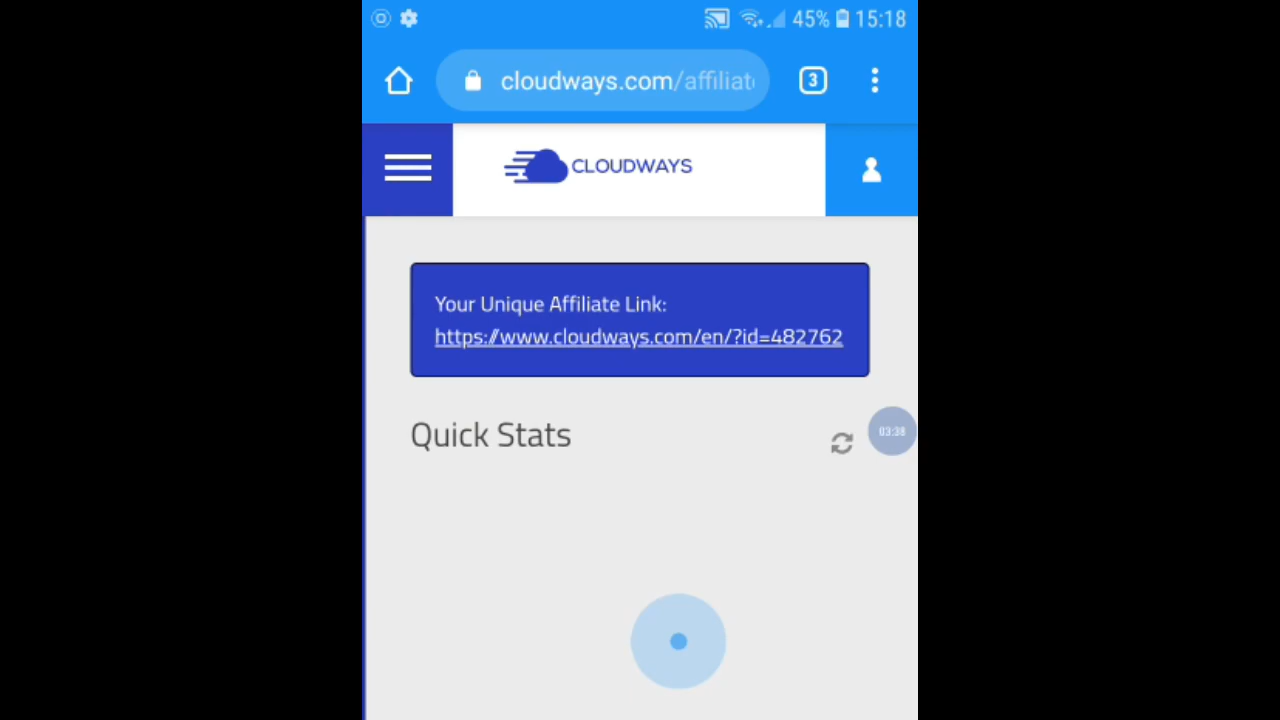 45% 15:18
cloudways.com/affiliate
3
CLOUDWAYS
Your Unique Affiliate Link:
https://www.cloudways.com/en/?id=482762
Quick Stats
03:38